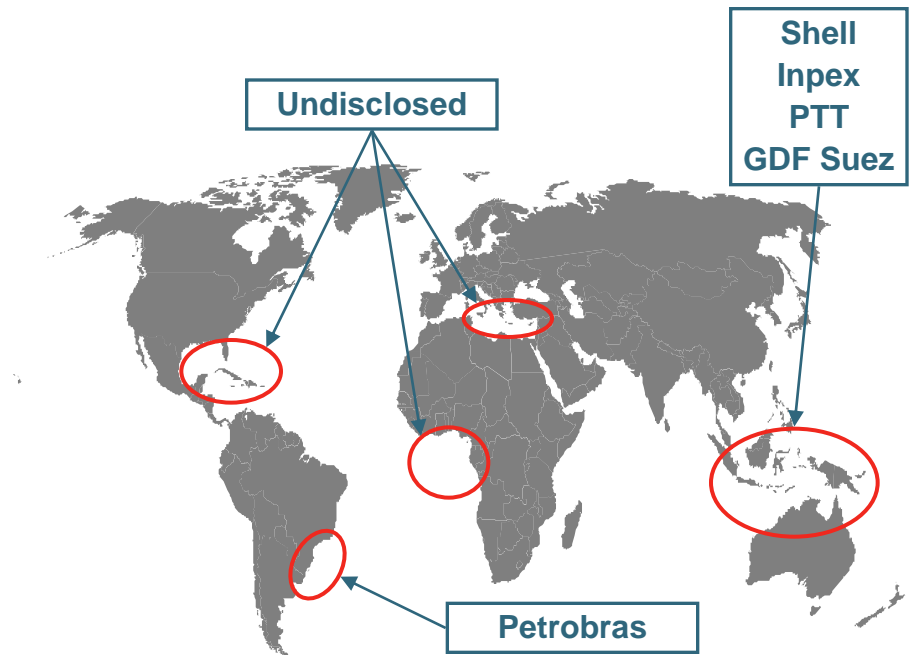 Shell
Inpex
PTT
GDF Suez
Undisclosed
Petrobras